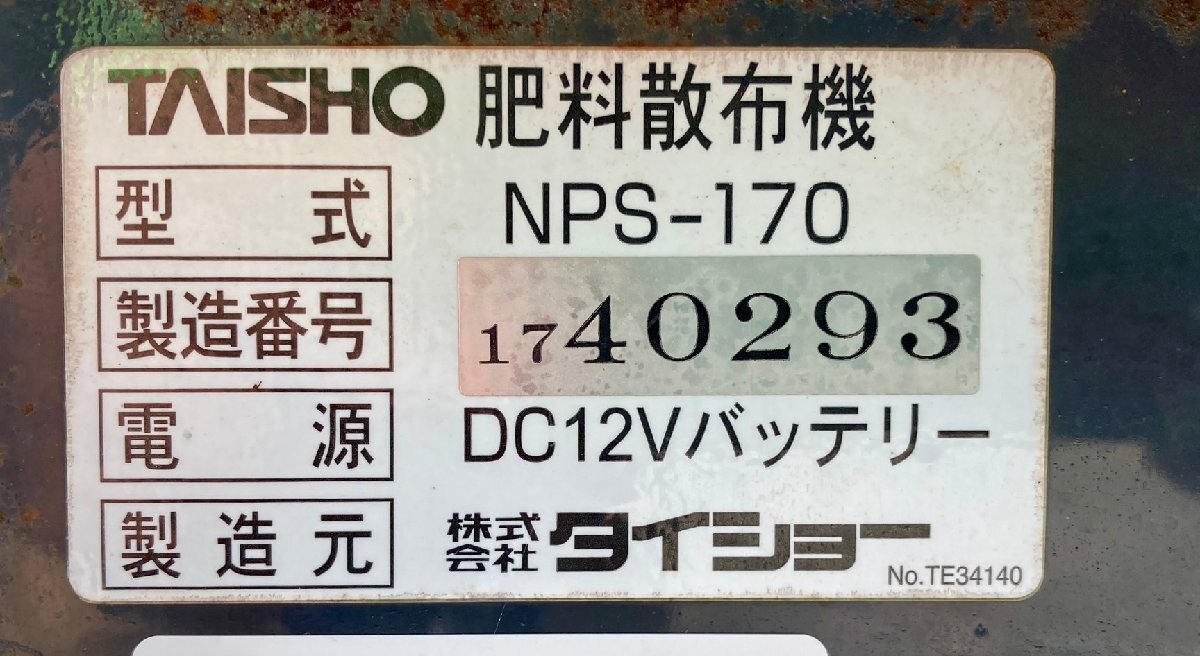 TAISHO 肥料散布機
型式 NPS-170
製造番号 1740293
電源 DC12Vバッテリー
製造元 株式会社タイショー
No.TE34140